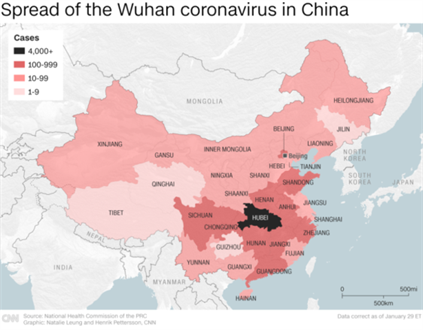 Spread of the Wuhan coronavirus in China
Cases
4,000+
100-999
10-99
1-9
HEILONGJIANG
MONGOLIA
JILIN
XINJIANG
BEIJING
LIAONING
GANSU
INNER MONGOLIA
Beijing
NORTH
KOREA
HEBEI
TIANJIN
QINGHAI
NINGXIA
SHANXI
SHANDONG
SOUTH
KOREA
JAPAN
SHAANXI
HENAN
JIANGSU
TIBET
ANHUI
SICHUAN
HUBEI
SHANGHAI
CHONGQING
ZHEJIANG
NEPAL
GUIZHOU
HUNAN
JIANGXI
FUJIAN
INDIA
YUNNAN
GUANGXI
GUANGDONG
MYANMAR
HAINAN
0
500mi
500km
CNN
Source: National Health Commission of the PRC
Graphic: Natalie Leung and Henrik Pettersson, CNN
Data correct as of January 29 ET